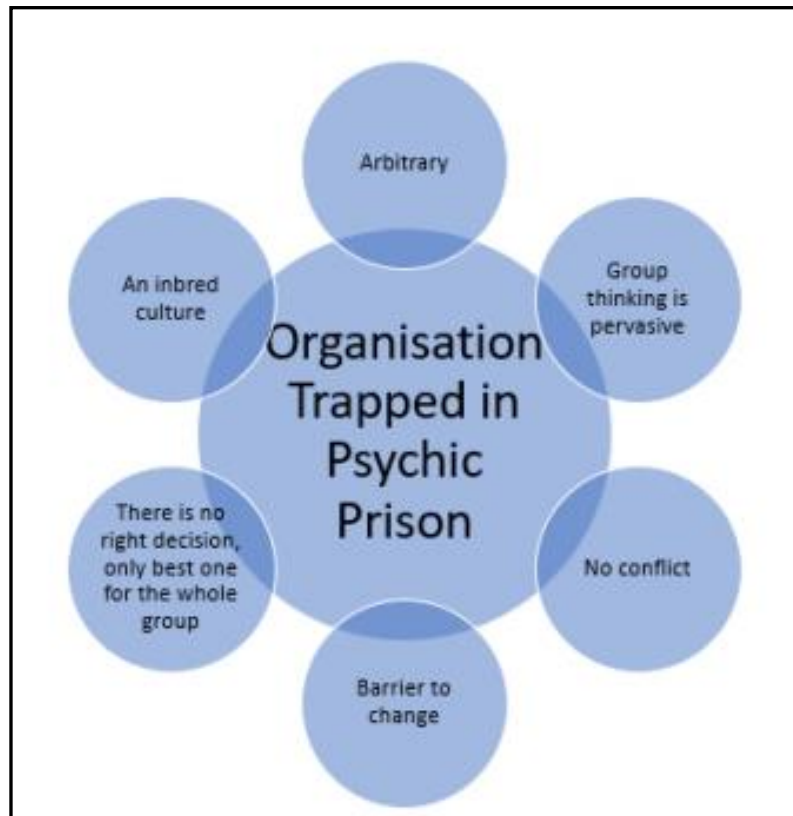 Arbitrary
Group
thinking is
pervasive
An inbred
culture
Organisation
Trapped in
Psychic
Prison
There is no
right decision,
only best one
for the whole
group
No conflict
Barrier to
change